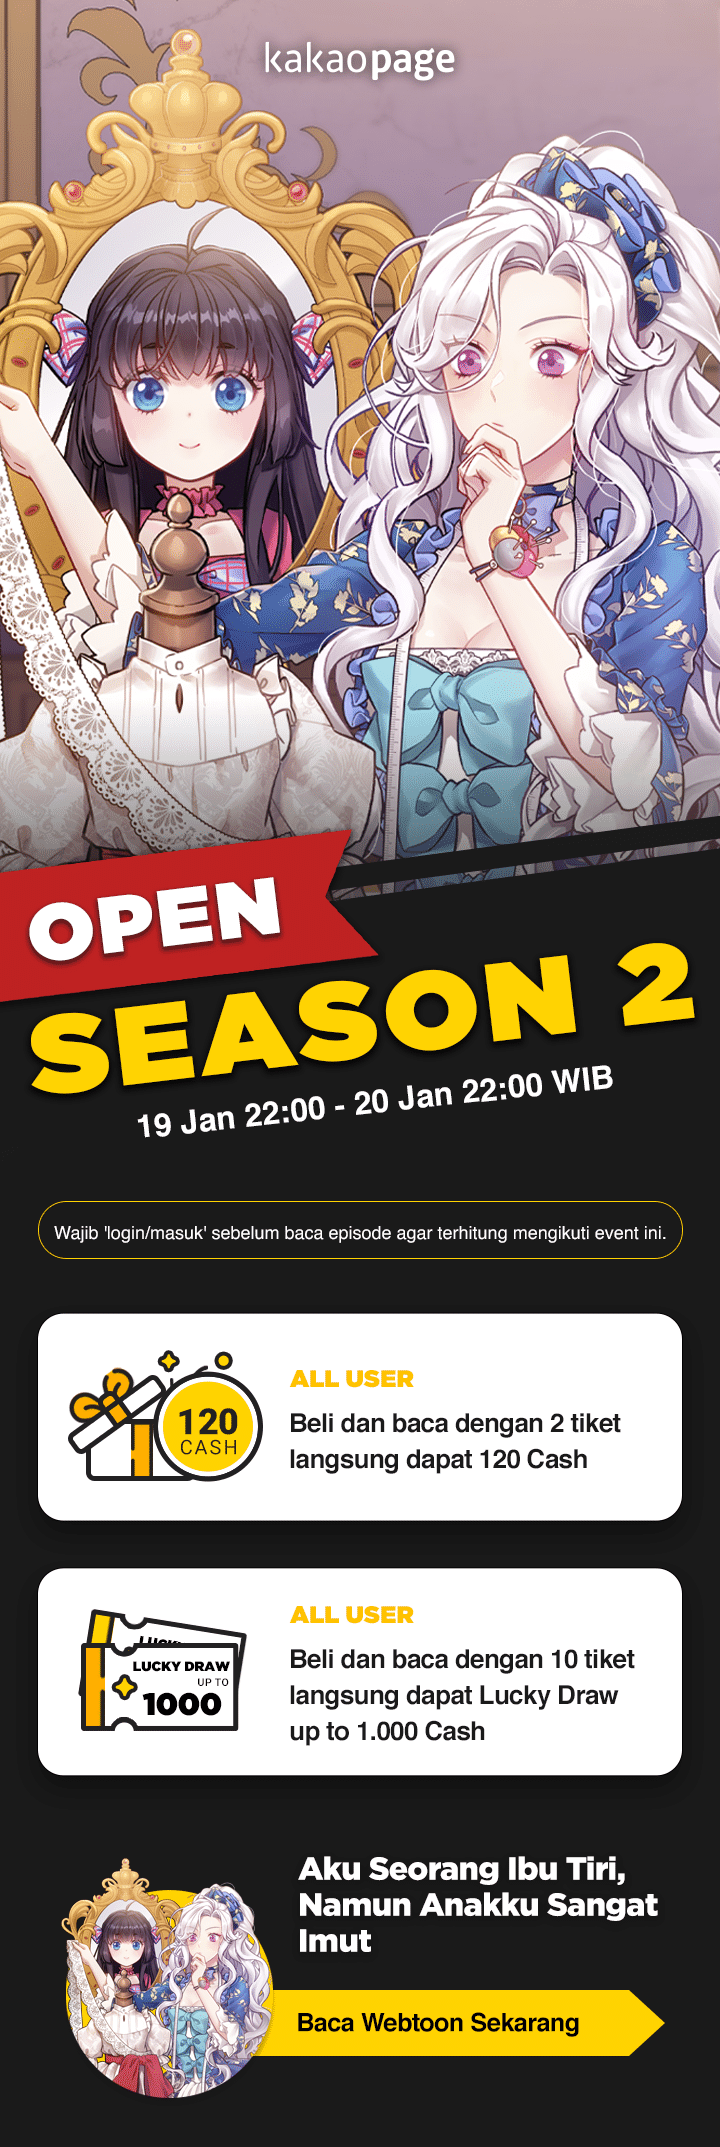 kakaopage
OPEN
SEASON 2
19 Jan 22:00 - 20 Jan 22:00 WIB
Wajib 'login/masuk' sebelum baca episode agar terhitung mengikuti event ini.
120
CASH
ALL USER
Beli dan baca dengan 2 tiket
langsung dapat 120 Cash
LUCKY DRAW
UP TO
1000
ALL USER
Beli dan baca dengan 10 tiket
langsung dapat Lucky Draw
up to 1.000 Cash
Aku Seorang Ibu Tiri,
Namun Anakku Sangat
Imut
Baca Webtoon Sekarang